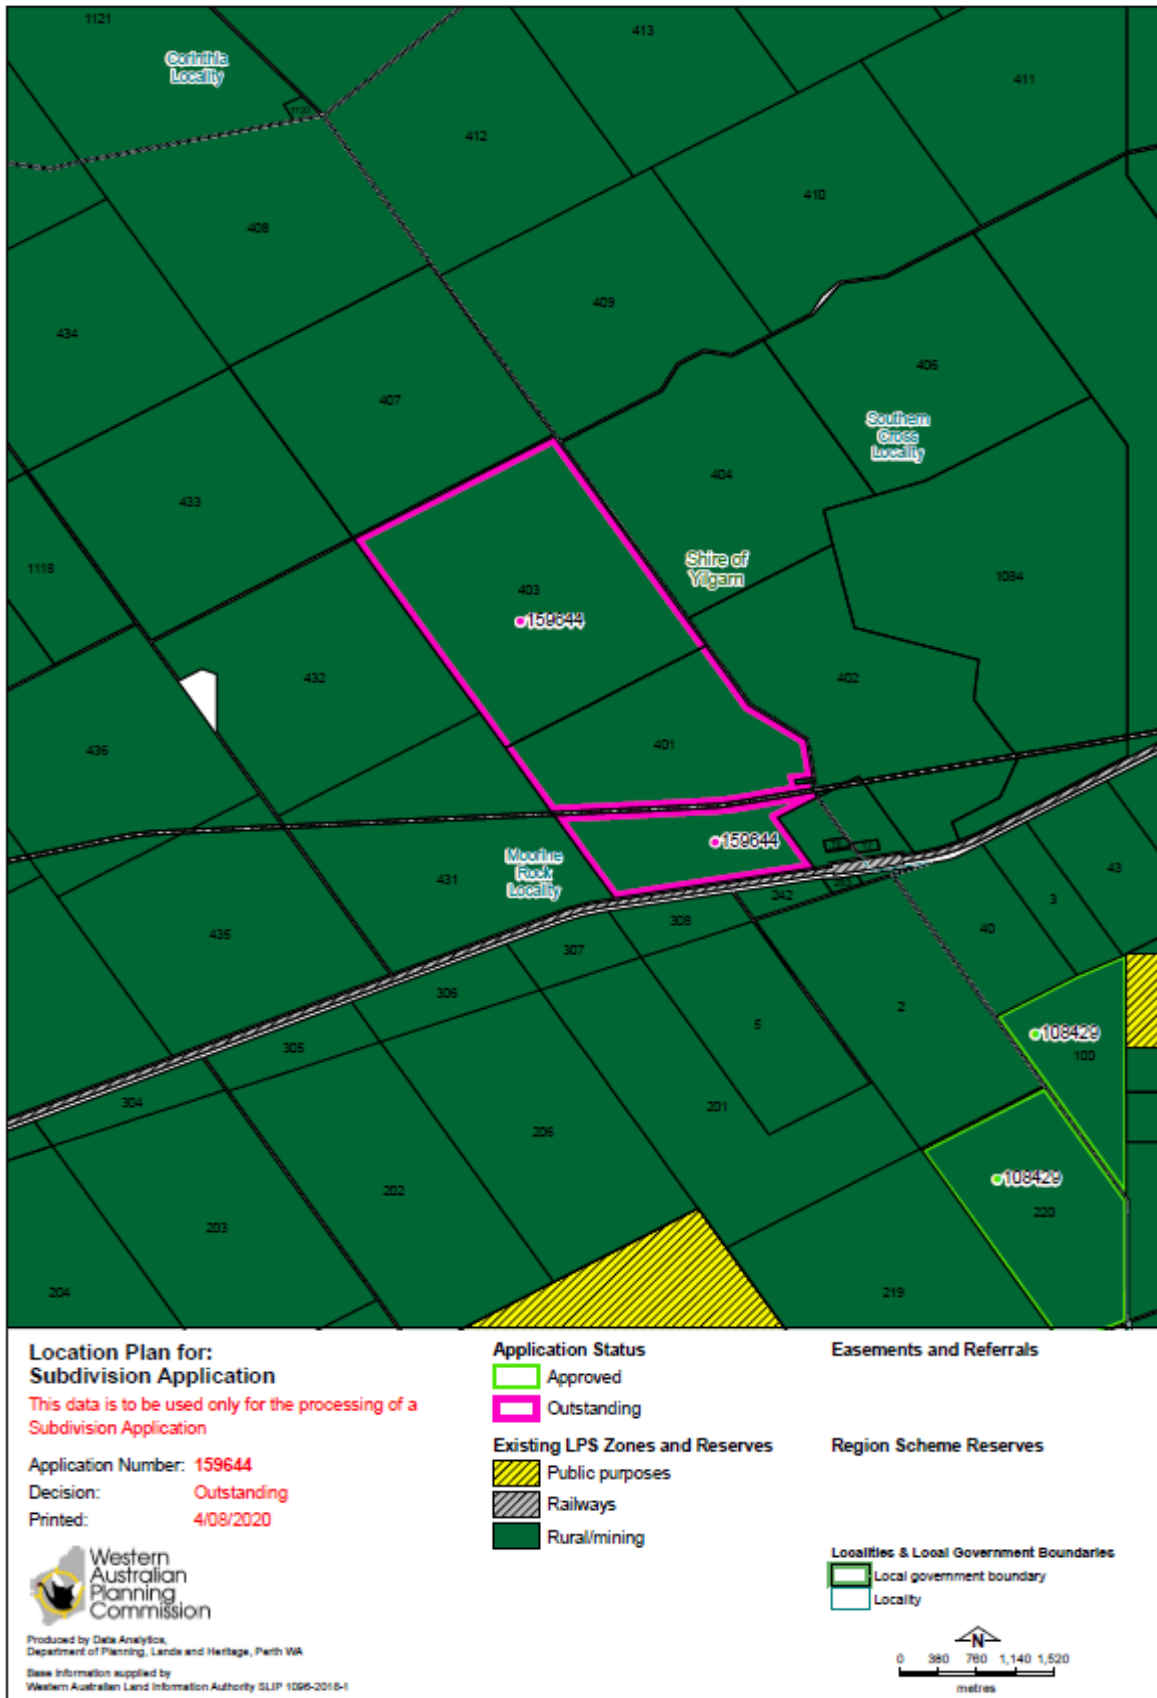 1121
413
Corinthia
Locality
411
1120
412
410
408
409
434
406
407
Southern
Cross
Locality
404
433
Shire of
Yilgarn
1118
1084
403
159644
432
402
436
401
159644
Moorine
Rock
Locality
431
43
3
242
308
435
40
307
306
2
5
108429
100
305
304
201
206
108429
202
220
203
204
219
Location Plan for:
Subdivision Application
This data is to be used only for the processing of a
Subdivision Application
Application Number: 159644
Decision: Outstanding
Printed: 4/08/2020
Western
Australian
Planning
Commission
Produced by Data Analytics,
Department of Planning, Lands and Heritage, Perth WA
Base information supplied by
Western Australian Land Information Authority SLIP 1096-2018-1
Application Status
Approved
Outstanding
Existing LPS Zones and Reserves
Public purposes
Railways
Rural/mining
Easements and Referrals
Region Scheme Reserves
Localities & Local Government Boundaries
Local government boundary
Locality
N
0 380 760 1,140 1,520
metres